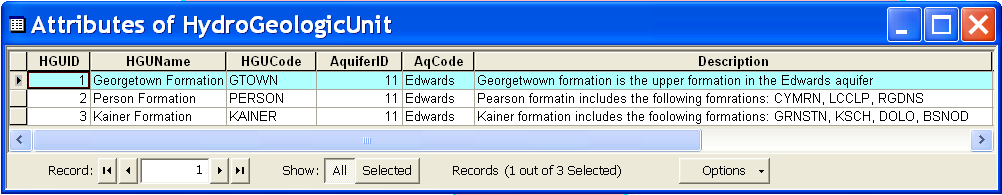 Attributes of HydroGeologicUnit
HGUID HGUName HGUCode AquiferID AqCode Description
1 Georgetown Formation GTOWN 11 Edwards Georgetwown formation is the upper formation in the Edwards aquifer
2 Person Formation PERSON 11 Edwards Pearson formatin includes the following fomrations: CYMRN, LCCLP, RGDNS
3 Kainer Formation KAINER 11 Edwards Kainer formation includes the foolowing formations: GRNSTN, KSCH, DOLO, BSNOD
Record: 1 Show: All Selected Records (1 out of 3 Selected) Options